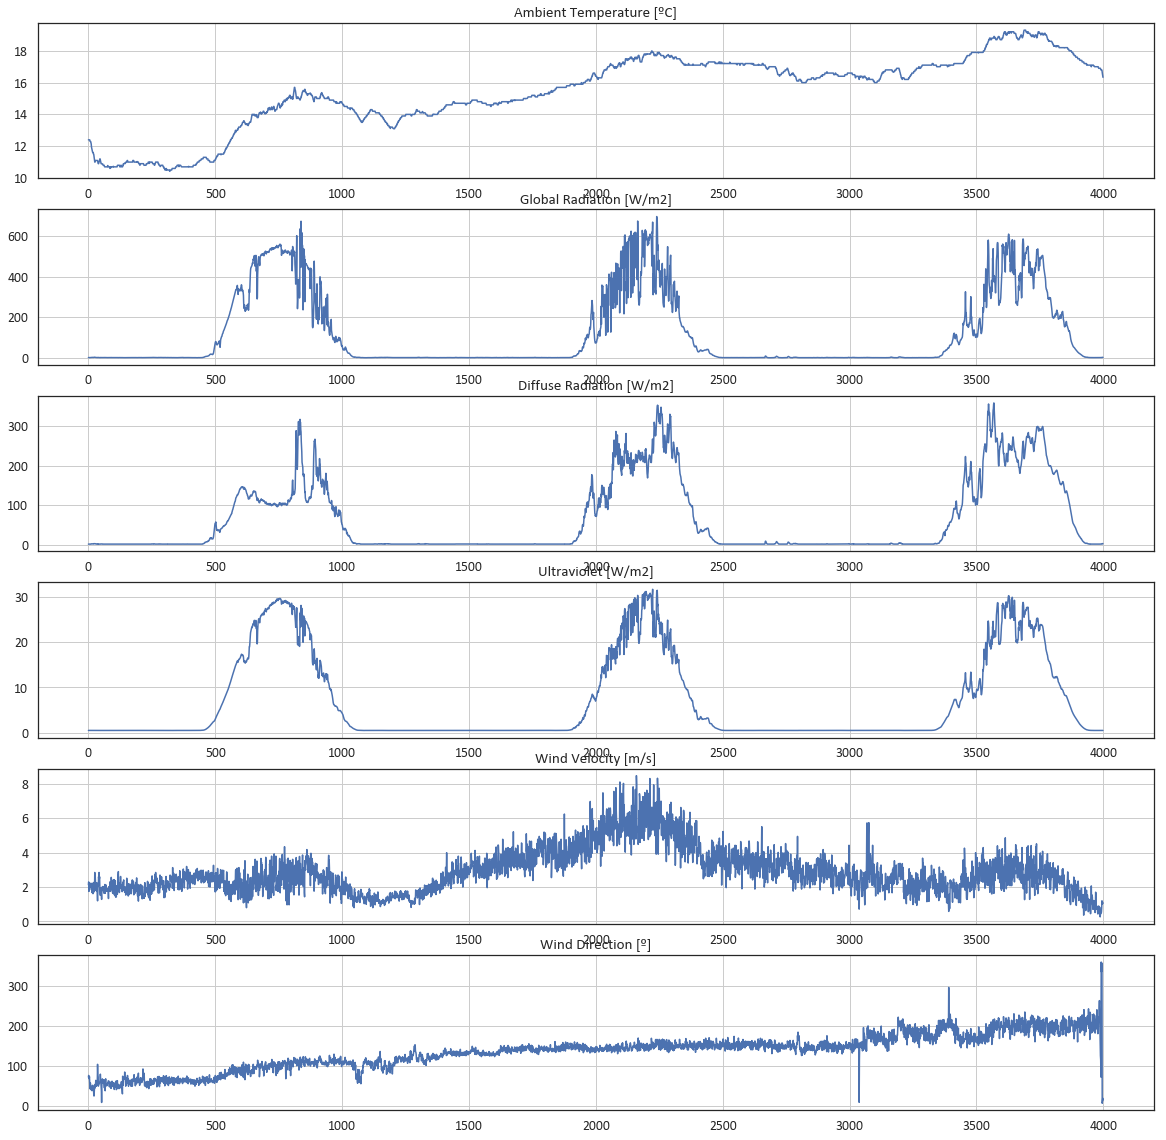 Ambient Temperature [ºC]
18
16
14
12
10
0 500 1000 1500 2000 2500 3000 3500 4000
Global Radiation [W/m2]
600
400
200
0
0 500 1000 1500 2000 2500 3000 3500 4000
Diffuse Radiation [W/m2]
300
200
100
0
0 500 1000 1500 2000 2500 3000 3500 4000
Ultraviolet [W/m2]
30
20
10
0
0 500 1000 1500 2000 2500 3000 3500 4000
Wind Velocity [m/s]
8
6
4
2
0
0 500 1000 1500 2000 2500 3000 3500 4000
Wind Direction [º]
300
200
100
0
0 500 1000 1500 2000 2500 3000 3500 4000